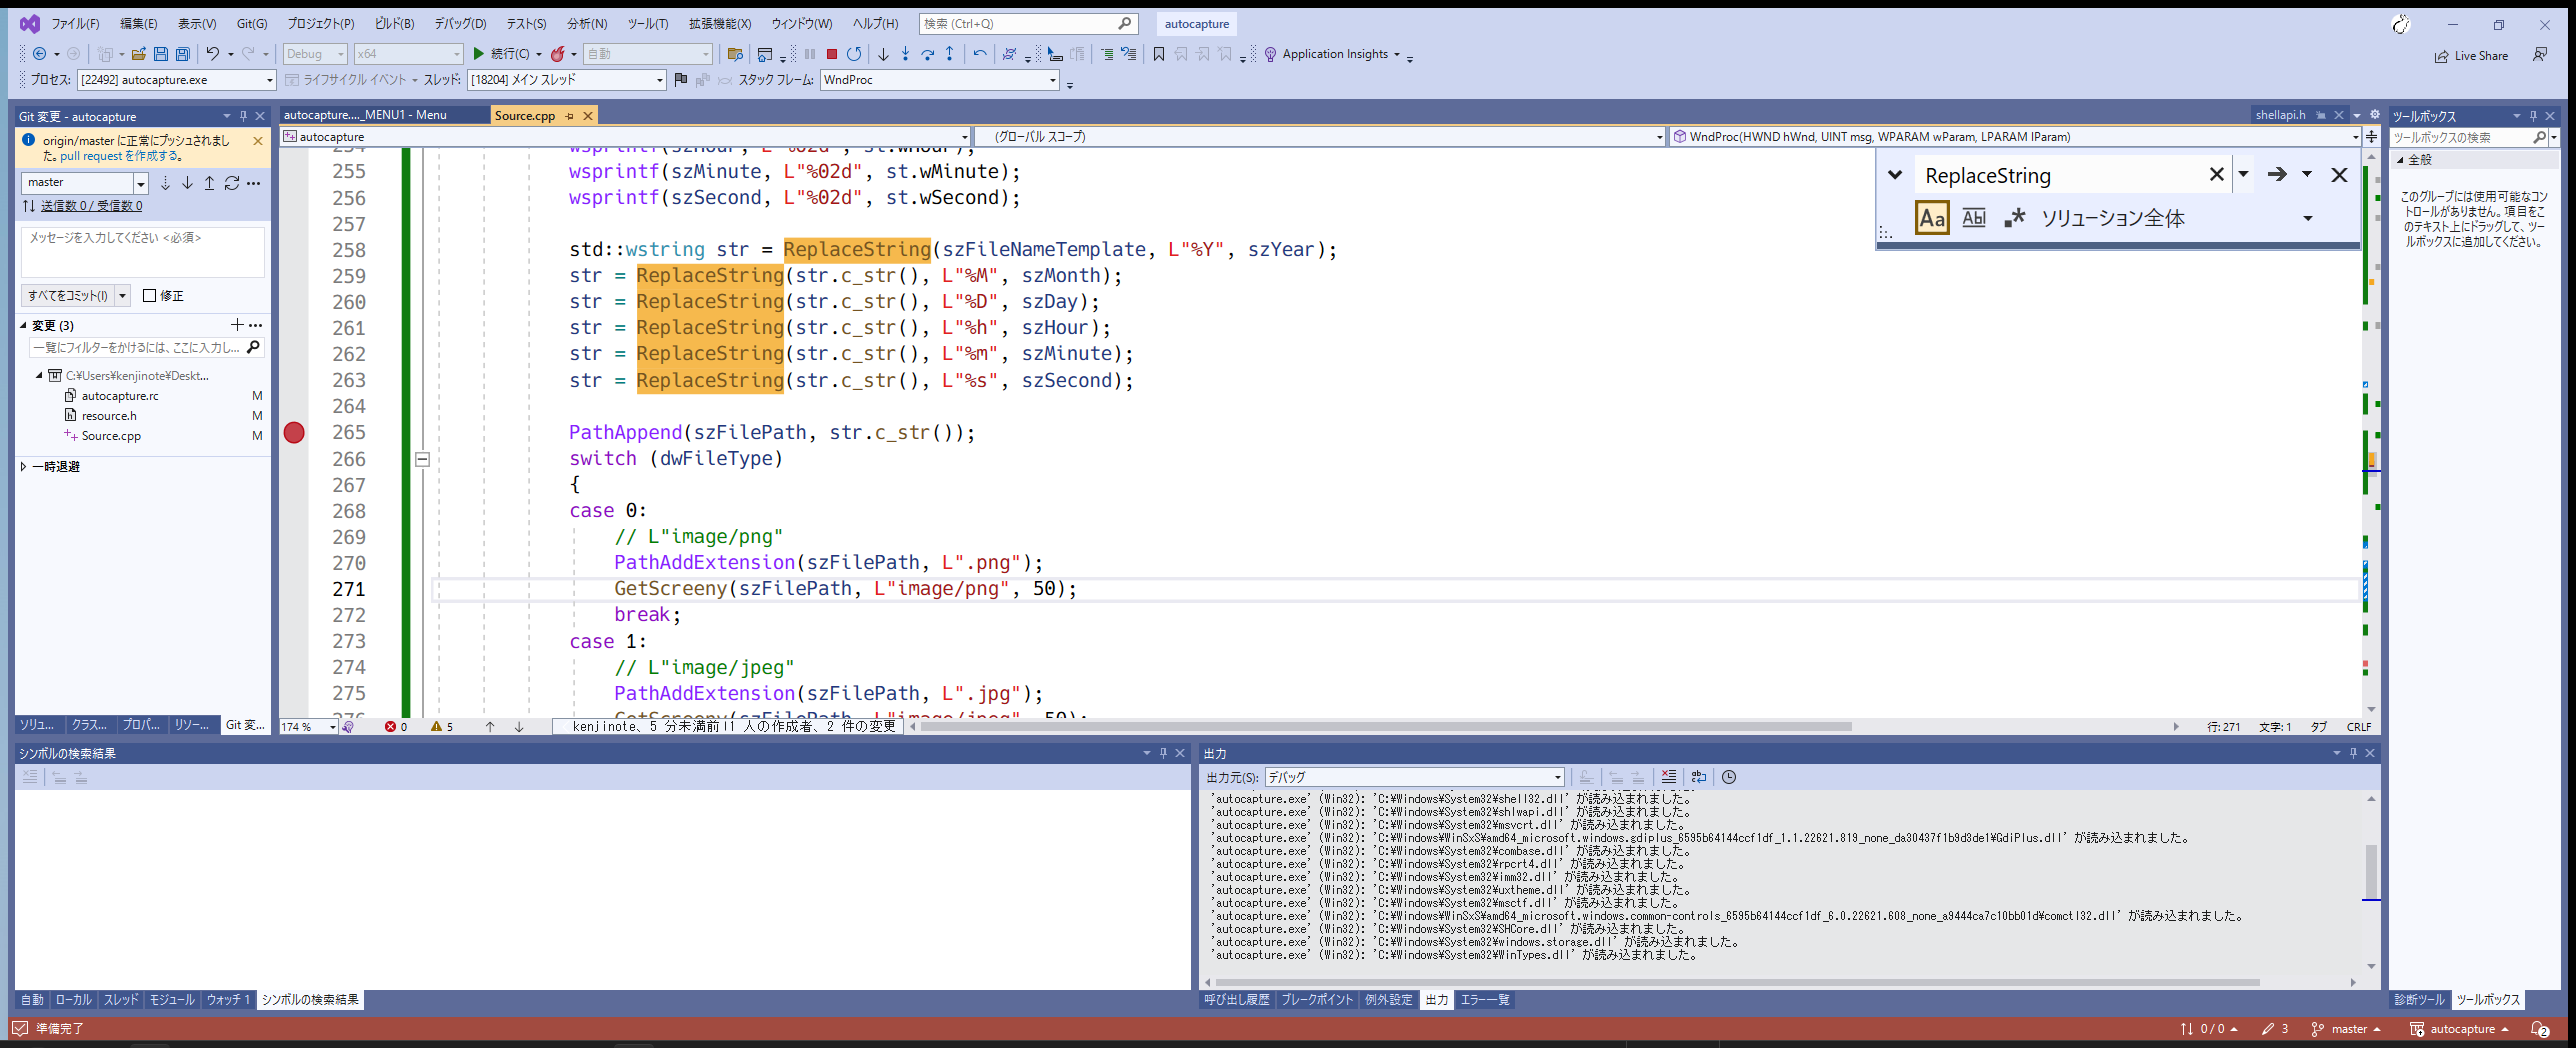 ファイル(F) 編集(E) 表示(V) Git(G) プロジェクト(P) ビルド(B) デバッグ(D) テスト(S) 分析(N) ツール(T) 拡張機能(X) ウィンドウ(W) ヘルプ(H) 検索 (Ctrl+Q) autocapture
Debug x64 続行(C) 自動 Application Insights Live Share
プロセス: [22492] autocapture.exe ライフサイクル イベント スレッド: [18204] メイン スレッド スタック フレーム: WndProc
Git 変更 - autocapture
origin/master に正常にプッシュされました。pull request を作成する。
master
送信数 0 / 受信数 0
メッセージを入力してください <必須>
すべてをコミット(I) 修正
変更 (3)
一覧にフィルターをかけるには、ここに入力し...
C:¥Users¥kenjinote¥Deskt...
autocapture.rc M
resource.h M
Source.cpp M
一時退避
ソリュ... クラス... プロパ... リソー... Git 変...
autocapture...._MENU1 - Menu Source.cpp shellapi.h
autocapture (グローバル スコープ) WndProc(HWND hWnd, UINT msg, WPARAM wParam, LPARAM lParam)
254 wsprintf(szHour, L"%02d", st.wHour);
255 wsprintf(szMinute, L"%02d", st.wMinute);
256 wsprintf(szSecond, L"%02d", st.wSecond);
257
258 std::wstring str = ReplaceString(szFileNameTemplate, L"%Y", szYear);
259 str = ReplaceString(str.c_str(), L"%M", szMonth);
260 str = ReplaceString(str.c_str(), L"%D", szDay);
261 str = ReplaceString(str.c_str(), L"%h", szHour);
262 str = ReplaceString(str.c_str(), L"%m", szMinute);
263 str = ReplaceString(str.c_str(), L"%s", szSecond);
264
265 PathAppend(szFilePath, str.c_str());
266 switch (dwFileType)
267 {
268 case 0:
269 // L"image/png"
270 PathAddExtension(szFilePath, L".png");
271 GetScreeny(szFilePath, L"image/png", 50);
272 break;
273 case 1:
274 // L"image/jpeg"
275 PathAddExtension(szFilePath, L".jpg");
276 GetScreeny(szFilePath, L"image/jpeg", 50);
ReplaceString
Aa Abl .* ソリューション全体
174 % 0 5 kenjinote、5 分未満前 |1 人の作成者、2 件の変更 行: 271 文字: 1 タブ CRLF
ツールボックス
ツールボックスの検索
全般
このグループには使用可能なコントロールがありません。項目をこのテキスト上にドラッグして、ツールボックスに追加してください。
シンボルの検索結果
自動 ローカル スレッド モジュール ウォッチ 1 シンボルの検索結果
出力
出力元(S): デバッグ
'autocapture.exe' (Win32): 'C:¥Windows¥System32¥shell32.dll' が読み込まれました。
'autocapture.exe' (Win32): 'C:¥Windows¥System32¥shlwapi.dll' が読み込まれました。
'autocapture.exe' (Win32): 'C:¥Windows¥System32¥msvcrt.dll' が読み込まれました。
'autocapture.exe' (Win32): 'C:¥Windows¥WinSxS¥amd64_microsoft.windows.gdiplus_6595b64144ccf1df_1.1.22621.819_none_da30437f1b9d3de1¥GdiPlus.dll' が読み込まれました。
'autocapture.exe' (Win32): 'C:¥Windows¥System32¥combase.dll' が読み込まれました。
'autocapture.exe' (Win32): 'C:¥Windows¥System32¥rpcrt4.dll' が読み込まれました。
'autocapture.exe' (Win32): 'C:¥Windows¥System32¥imm32.dll' が読み込まれました。
'autocapture.exe' (Win32): 'C:¥Windows¥System32¥uxtheme.dll' が読み込まれました。
'autocapture.exe' (Win32): 'C:¥Windows¥System32¥msctf.dll' が読み込まれました。
'autocapture.exe' (Win32): 'C:¥Windows¥WinSxS¥amd64_microsoft.windows.common-controls_6595b64144ccf1df_6.0.22621.608_none_a9444ca7c10bb01d¥comctl32.dll' が読み込まれました。
'autocapture.exe' (Win32): 'C:¥Windows¥System32¥SHCore.dll' が読み込まれました。
'autocapture.exe' (Win32): 'C:¥Windows¥System32¥windows.storage.dll' が読み込まれました。
'autocapture.exe' (Win32): 'C:¥Windows¥System32¥WinTypes.dll' が読み込まれました。
呼び出し履歴 ブレークポイント 例外設定 出力 エラー一覧
診断ツール ツールボックス
準備完了 0 / 0 3 master autocapture 2